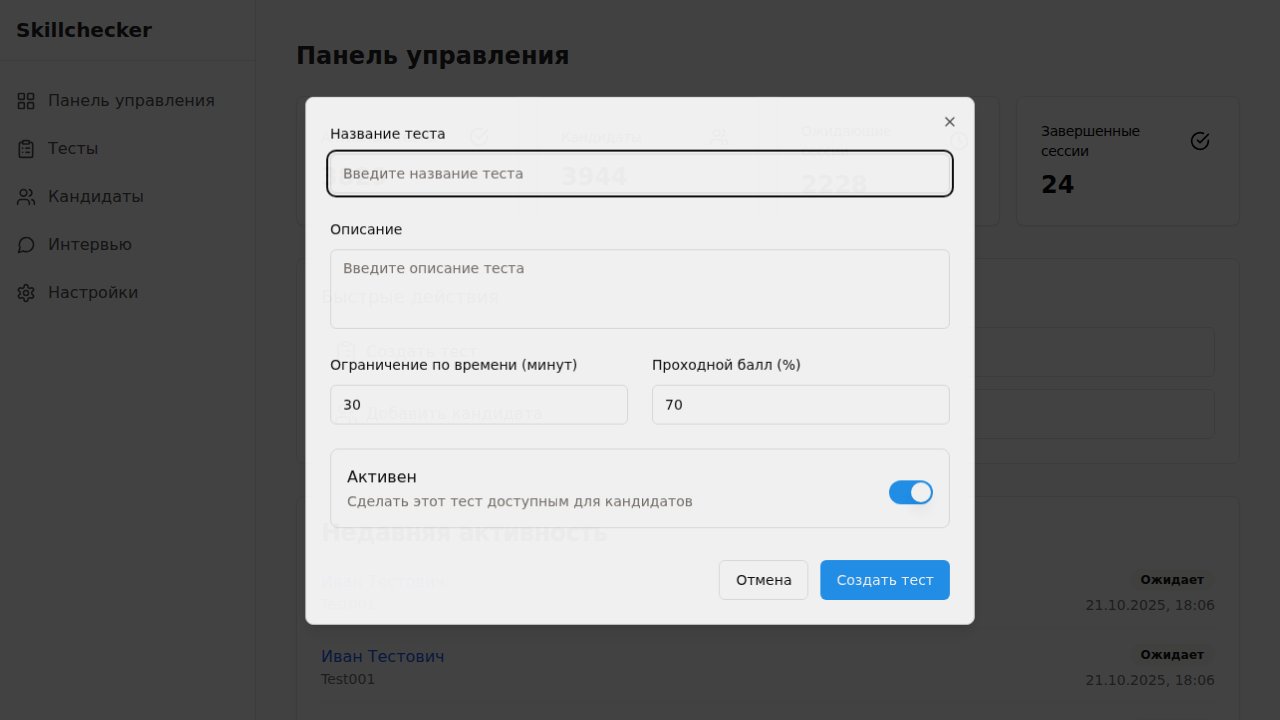 Skillchecker
Панель управления
Тесты
Кандидаты
Интервью
Настройки
Панель управления
Кандидаты
3944
Ожидающие
2228
Завершенные
сессии
24
Название теста
Введите название теста
Описание
Введите описание теста
Быстрые действия
Создать тест
Ограничение по времени (минут)
Проходной балл (%)
30
70
Добавить кандидата
Активен
Сделать этот тест доступным для кандидатов
Недавняя активность
Отмена
Создать тест
Иван Тестович
Ожидает
21.10.2025, 18:06
Иван Тестович
Test001
Ожидает
21.10.2025, 18:06